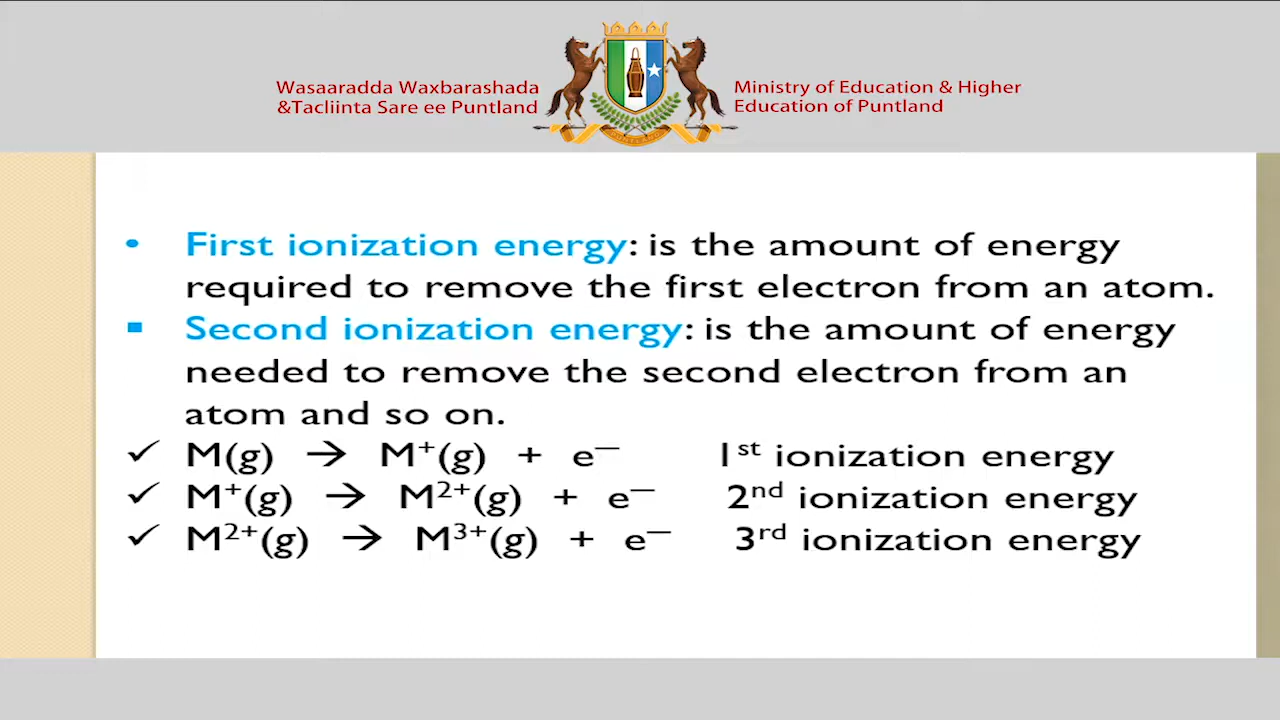 Wasaaradda Waxbarashada
&Tacliinta Sare ee Puntland
Ministry of Education & Higher
Education of Puntland
• First ionization energy: is the amount of energy
required to remove the first electron from an atom.
▪ Second ionization energy: is the amount of energy
needed to remove the second electron from an
atom and so on.
✓ M(g) → M⁺(g) + e⁻ 1ˢᵗ ionization energy
✓ M⁺(g) → M²⁺(g) + e⁻ 2ⁿᵈ ionization energy
✓ M²⁺(g) → M³⁺(g) + e⁻ 3ʳᵈ ionization energy